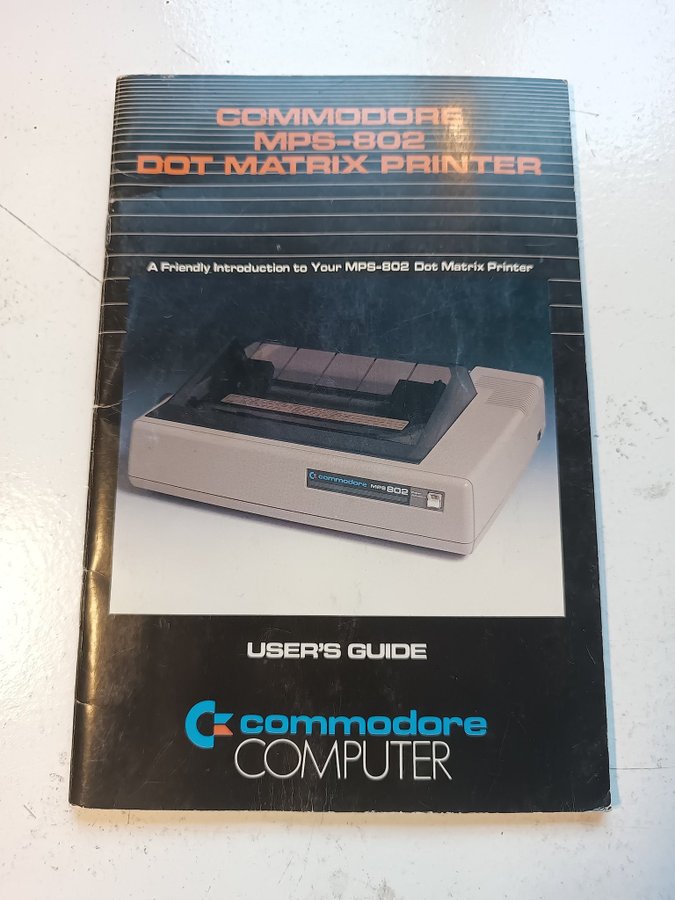 COMMODORE
MPS-802
DOT MATRIX PRINTER
A Friendly Introduction to Your MPS-802 Dot Matrix Printer
commodore MPS 802
USER'S GUIDE
commodore
COMPUTER